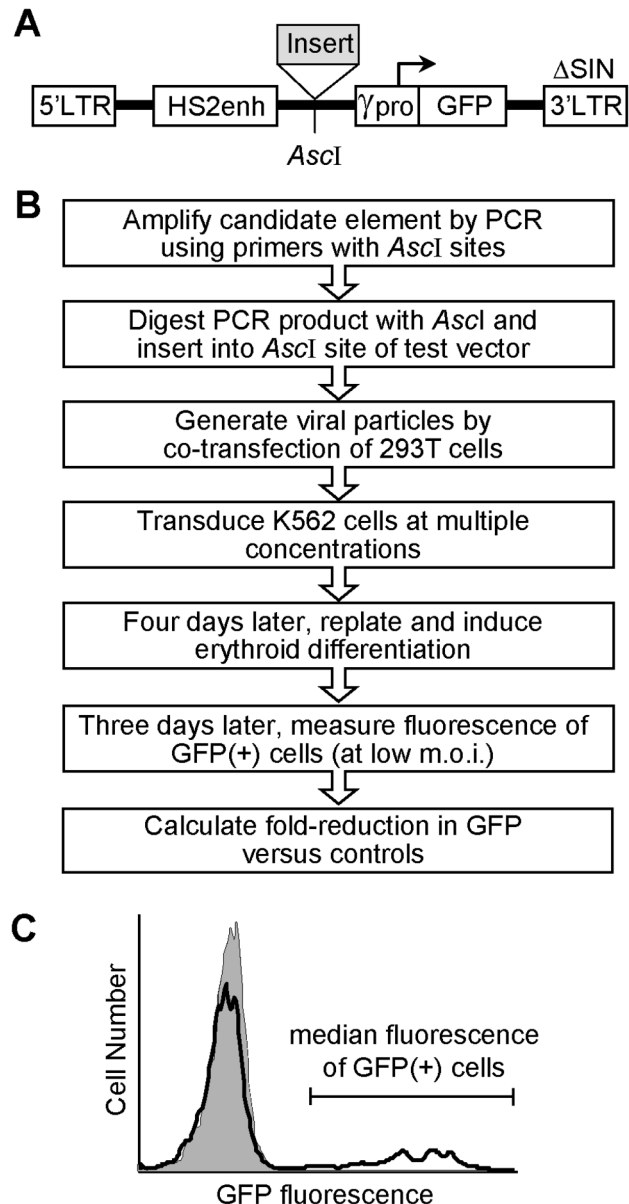 A
Insert
ΔSIN
5'LTR
HS2enh
γpro
GFP
3'LTR
AscI
B
Amplify candidate element by PCR
using primers with AscI sites
Digest PCR product with AscI and
insert into AscI site of test vector
Generate viral particles by
co-transfection of 293T cells
Transduce K562 cells at multiple
concentrations
Four days later, replate and induce
erythroid differentiation
Three days later, measure fluorescence of
GFP(+) cells (at low m.o.i.)
Calculate fold-reduction in GFP
versus controls
C
Cell Number
median fluorescence
of GFP(+) cells
GFP fluorescence